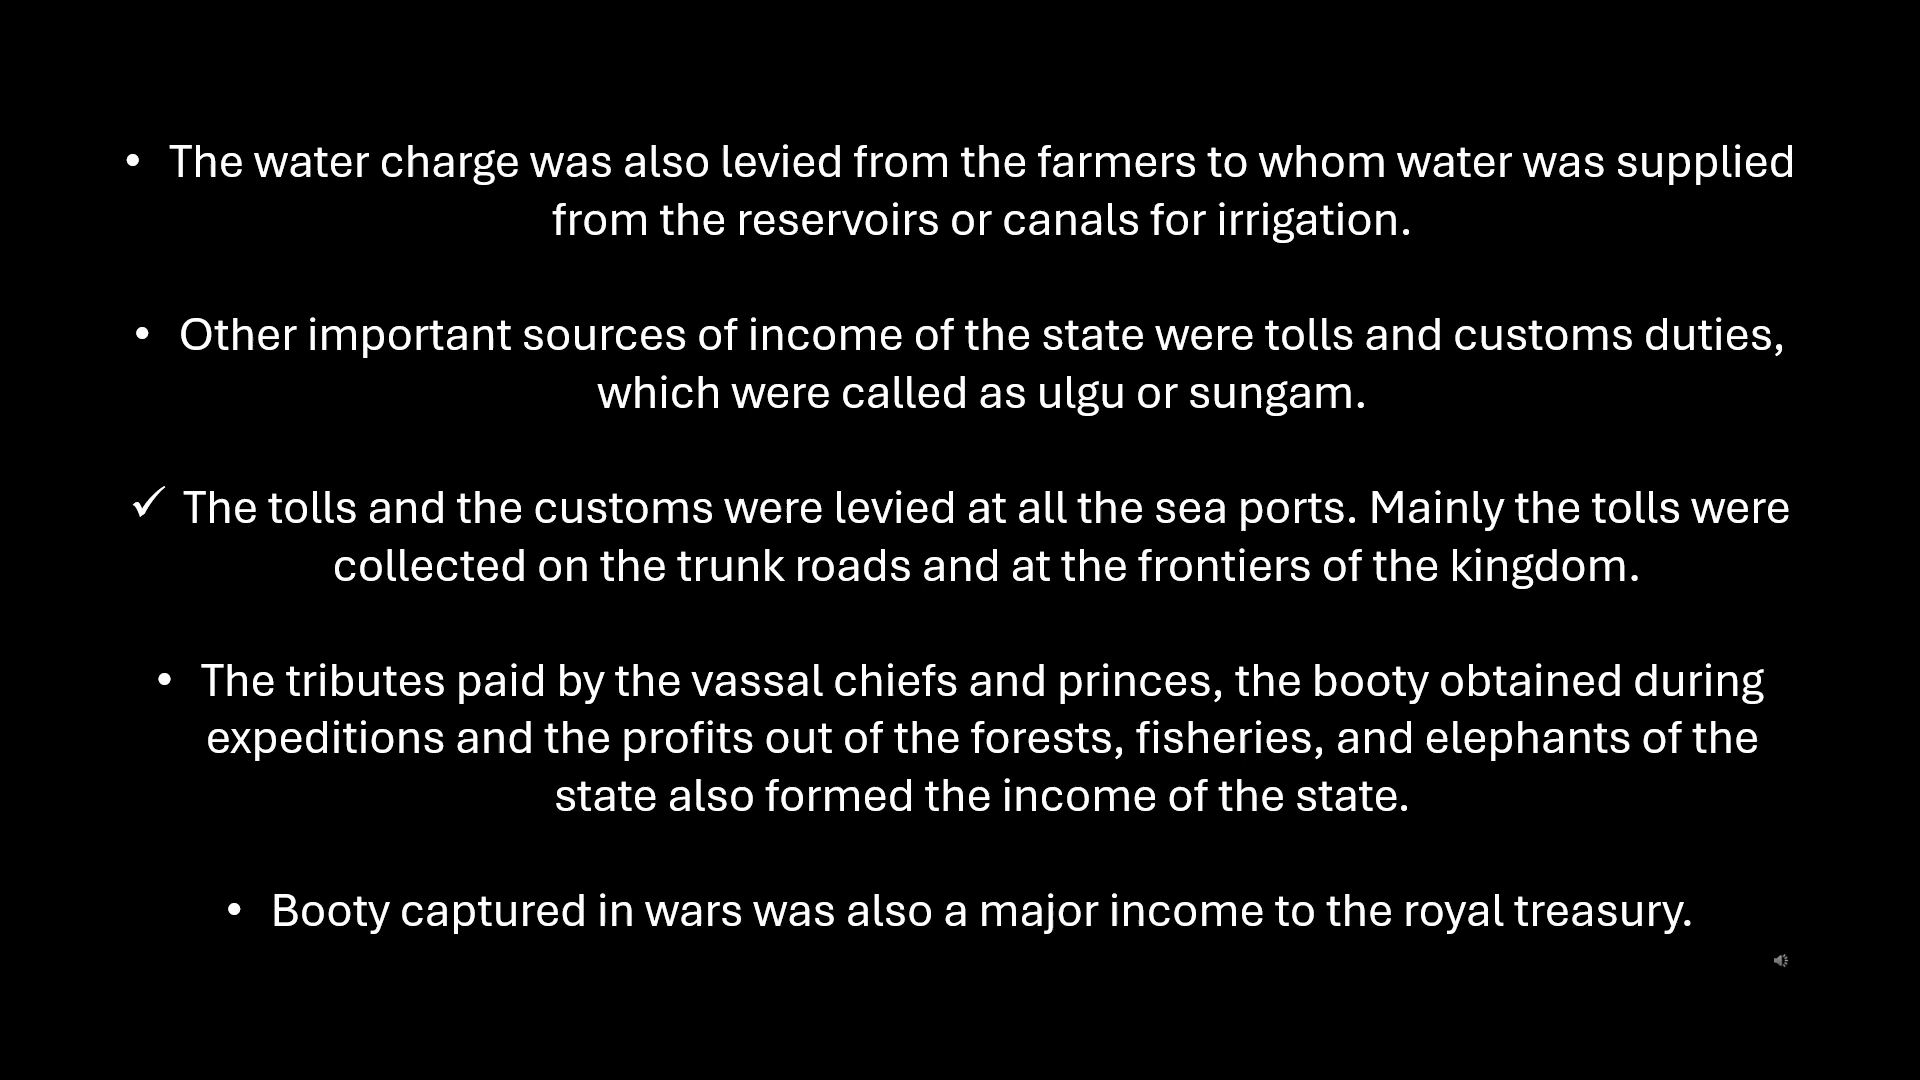 • The water charge was also levied from the farmers to whom water was supplied
from the reservoirs or canals for irrigation.
• Other important sources of income of the state were tolls and customs duties,
which were called as ulgu or sungam.
✓ The tolls and the customs were levied at all the sea ports. Mainly the tolls were
collected on the trunk roads and at the frontiers of the kingdom.
• The tributes paid by the vassal chiefs and princes, the booty obtained during
expeditions and the profits out of the forests, fisheries, and elephants of the
state also formed the income of the state.
• Booty captured in wars was also a major income to the royal treasury.